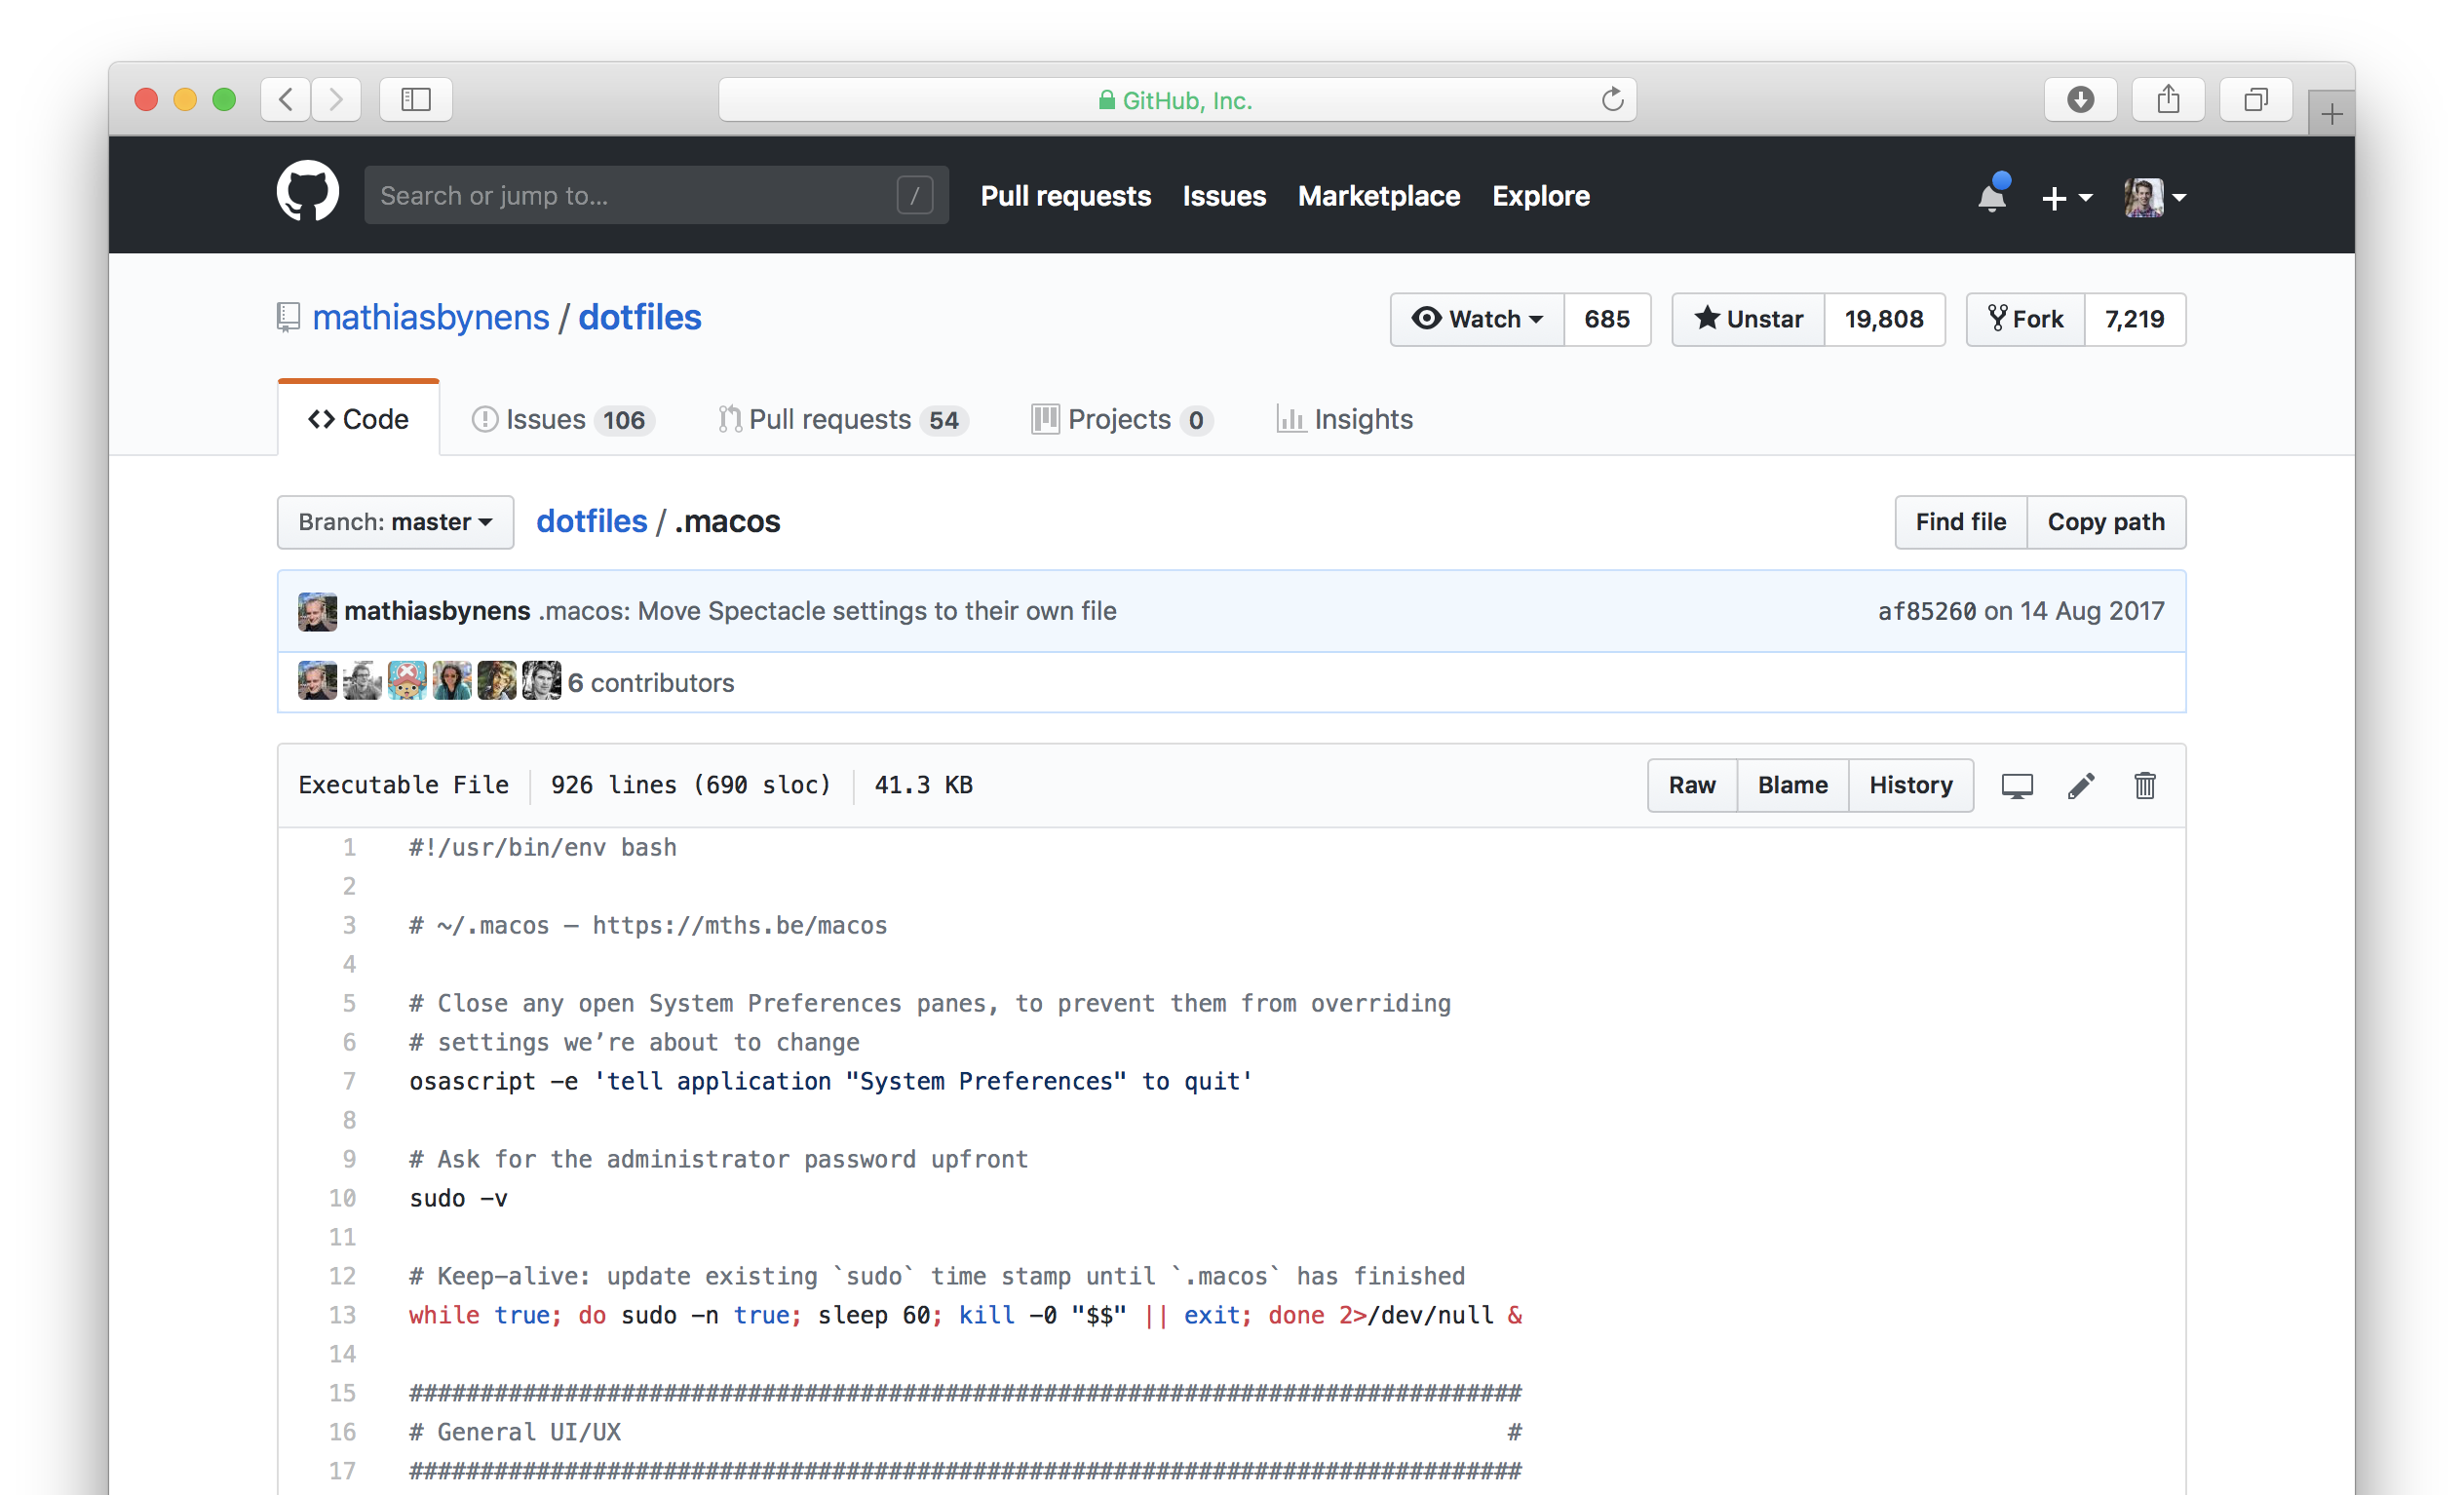 GitHub, Inc.
Search or jump to... /
Pull requests Issues Marketplace Explore
mathiasbynens / dotfiles
Watch 685 Unstar 19,808 Fork 7,219
Code Issues 106 Pull requests 54 Projects 0 Insights
Branch: master dotfiles / .macos Find file Copy path
mathiasbynens .macos: Move Spectacle settings to their own file af85260 on 14 Aug 2017
6 contributors
Executable File 926 lines (690 sloc) 41.3 KB Raw Blame History
1 #!/usr/bin/env bash
2
3 # ~/.macos — https://mths.be/macos
4
5 # Close any open System Preferences panes, to prevent them from overriding
6 # settings we’re about to change
7 osascript -e 'tell application "System Preferences" to quit'
8
9 # Ask for the administrator password upfront
10 sudo -v
11
12 # Keep-alive: update existing `sudo` time stamp until `.macos` has finished
13 while true; do sudo -n true; sleep 60; kill -0 "$$" || exit; done 2>/dev/null &
14
15 ###############################################################################
16 # General UI/UX #
17 ###############################################################################